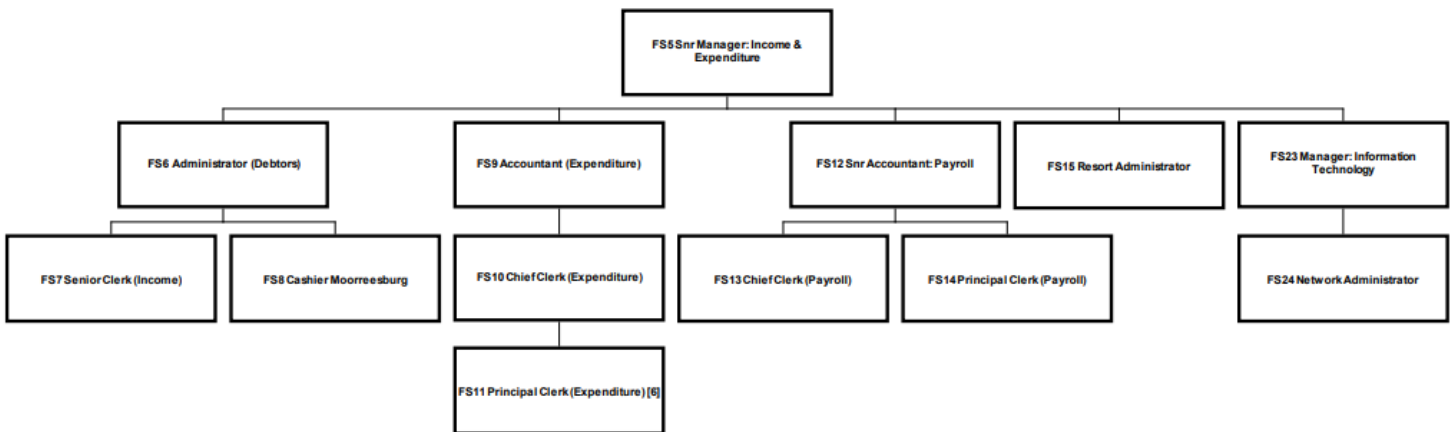 FS5 Snr Manager: Income &
Expenditure
FS6 Administrator (Debtors)
FS9 Accountant (Expenditure)
FS12 Snr Accountant: Payroll
FS15 Resort Administrator
FS23 Manager: Information
Technology
FS7 Senior Clerk (Income)
FS8 Cashier Moorreesburg
FS10 Chief Clerk (Expenditure)
FS13 Chief Clerk (Payroll)
FS14 Principal Clerk (Payroll)
FS24 Network Administrator
FS11 Principal Clerk (Expenditure) [6]